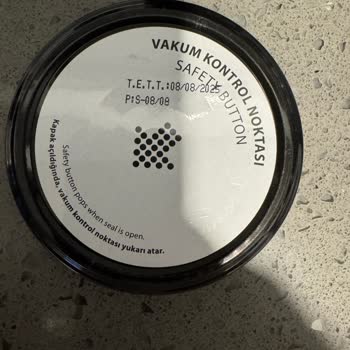 VAKUM KONTROL NOKTASI
SAFETY BUTTON
T.E.T.T.:08/08/2025
P:S-08/08
Safety button pops when seal is open.
Kapak açıldığında, vakum kontrol noktası yukarı atar.